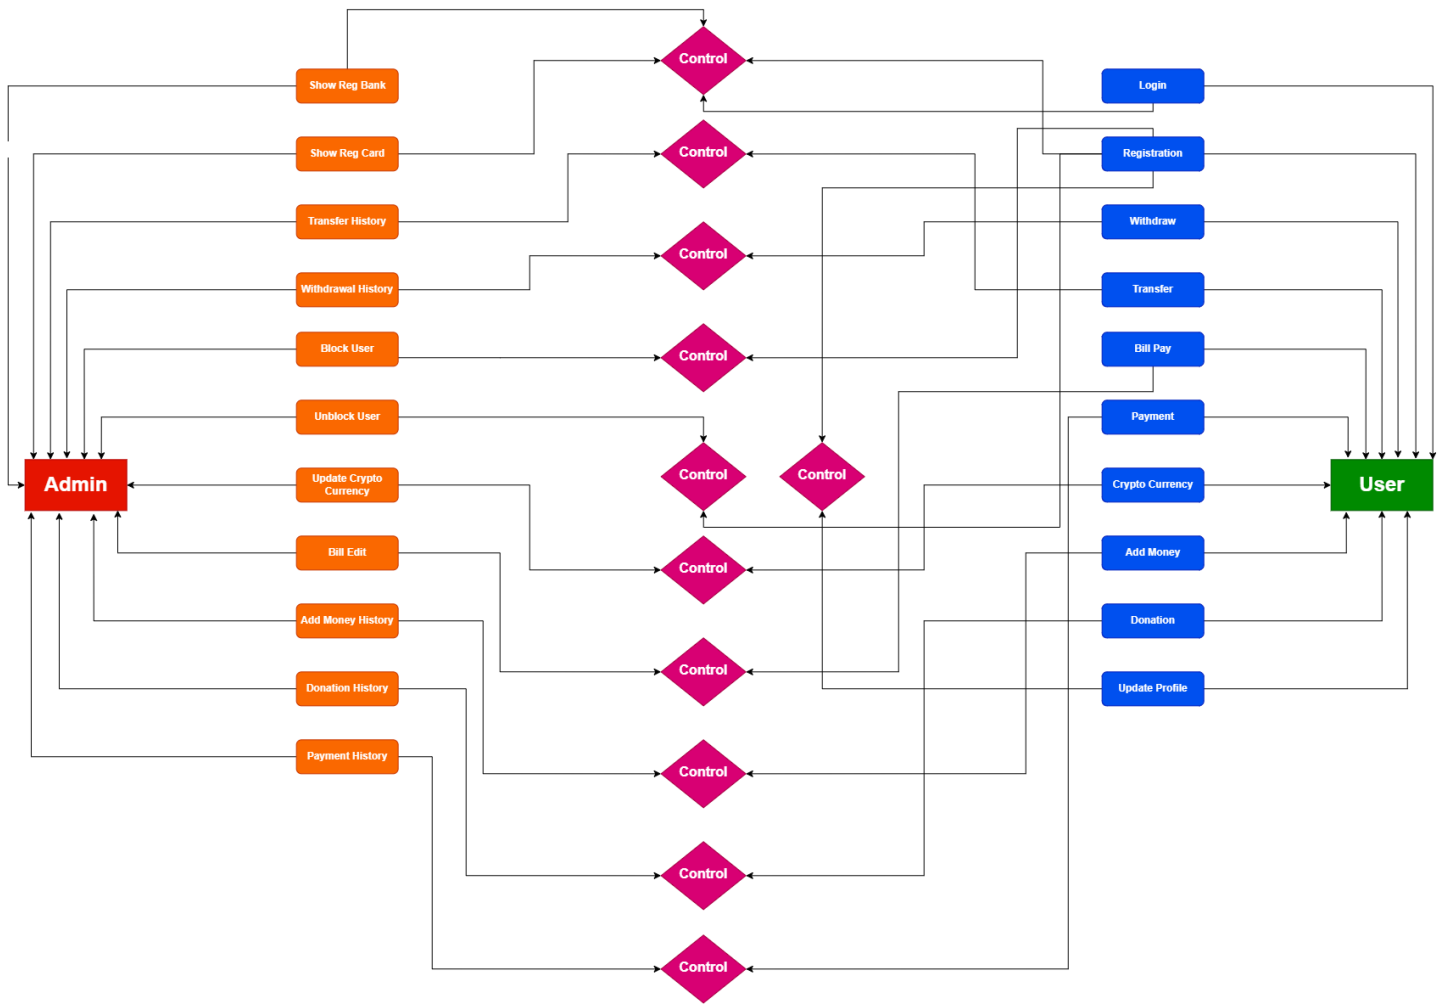 Control
Show Reg Bank
Login
Show Reg Card
Control
Registration
Transfer History
Withdraw
Control
Withdrawal History
Transfer
Block User
Control
Bill Pay
Unblock User
Payment
Admin
Update Crypto
Currency
Control
Control
Crypto Currency
User
Bill Edit
Control
Add Money
Add Money History
Donation
Control
Donation History
Update Profile
Payment History
Control
Control
Control